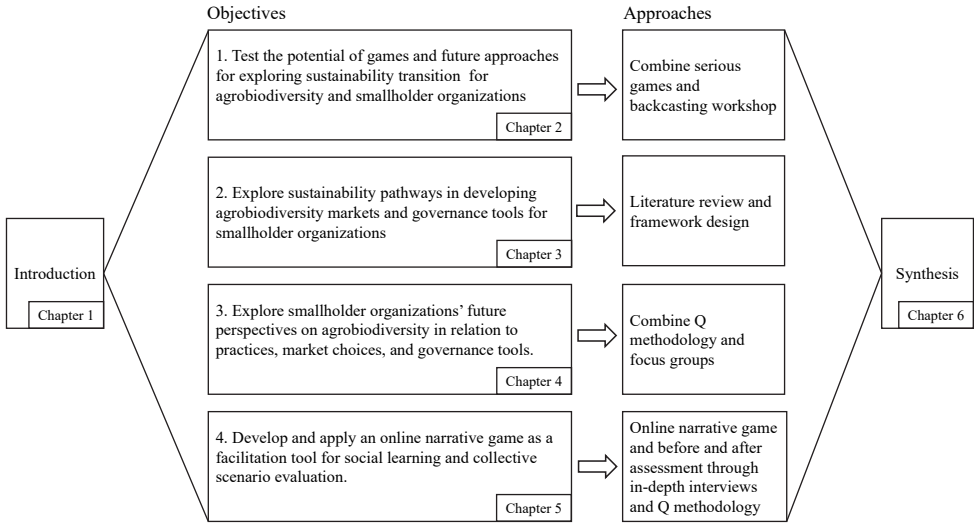 Objectives
Approaches
1. Test the potential of games and future approaches
for exploring sustainability transition for
agrobiodiversity and smallholder organizations
Chapter 2
Combine serious
games and
backcasting workshop
2. Explore sustainability pathways in developing
agrobiodiversity markets and governance tools for
smallholder organizations
Chapter 3
Literature review and
framework design
Introduction
Chapter 1
Synthesis
Chapter 6
3. Explore smallholder organizations’ future
perspectives on agrobiodiversity in relation to
practices, market choices, and governance tools.
Chapter 4
Combine Q
methodology and
focus groups
4. Develop and apply an online narrative game as a
facilitation tool for social learning and collective
scenario evaluation.
Chapter 5
Online narrative game
and before and after
assessment through
in-depth interviews
and Q methodology